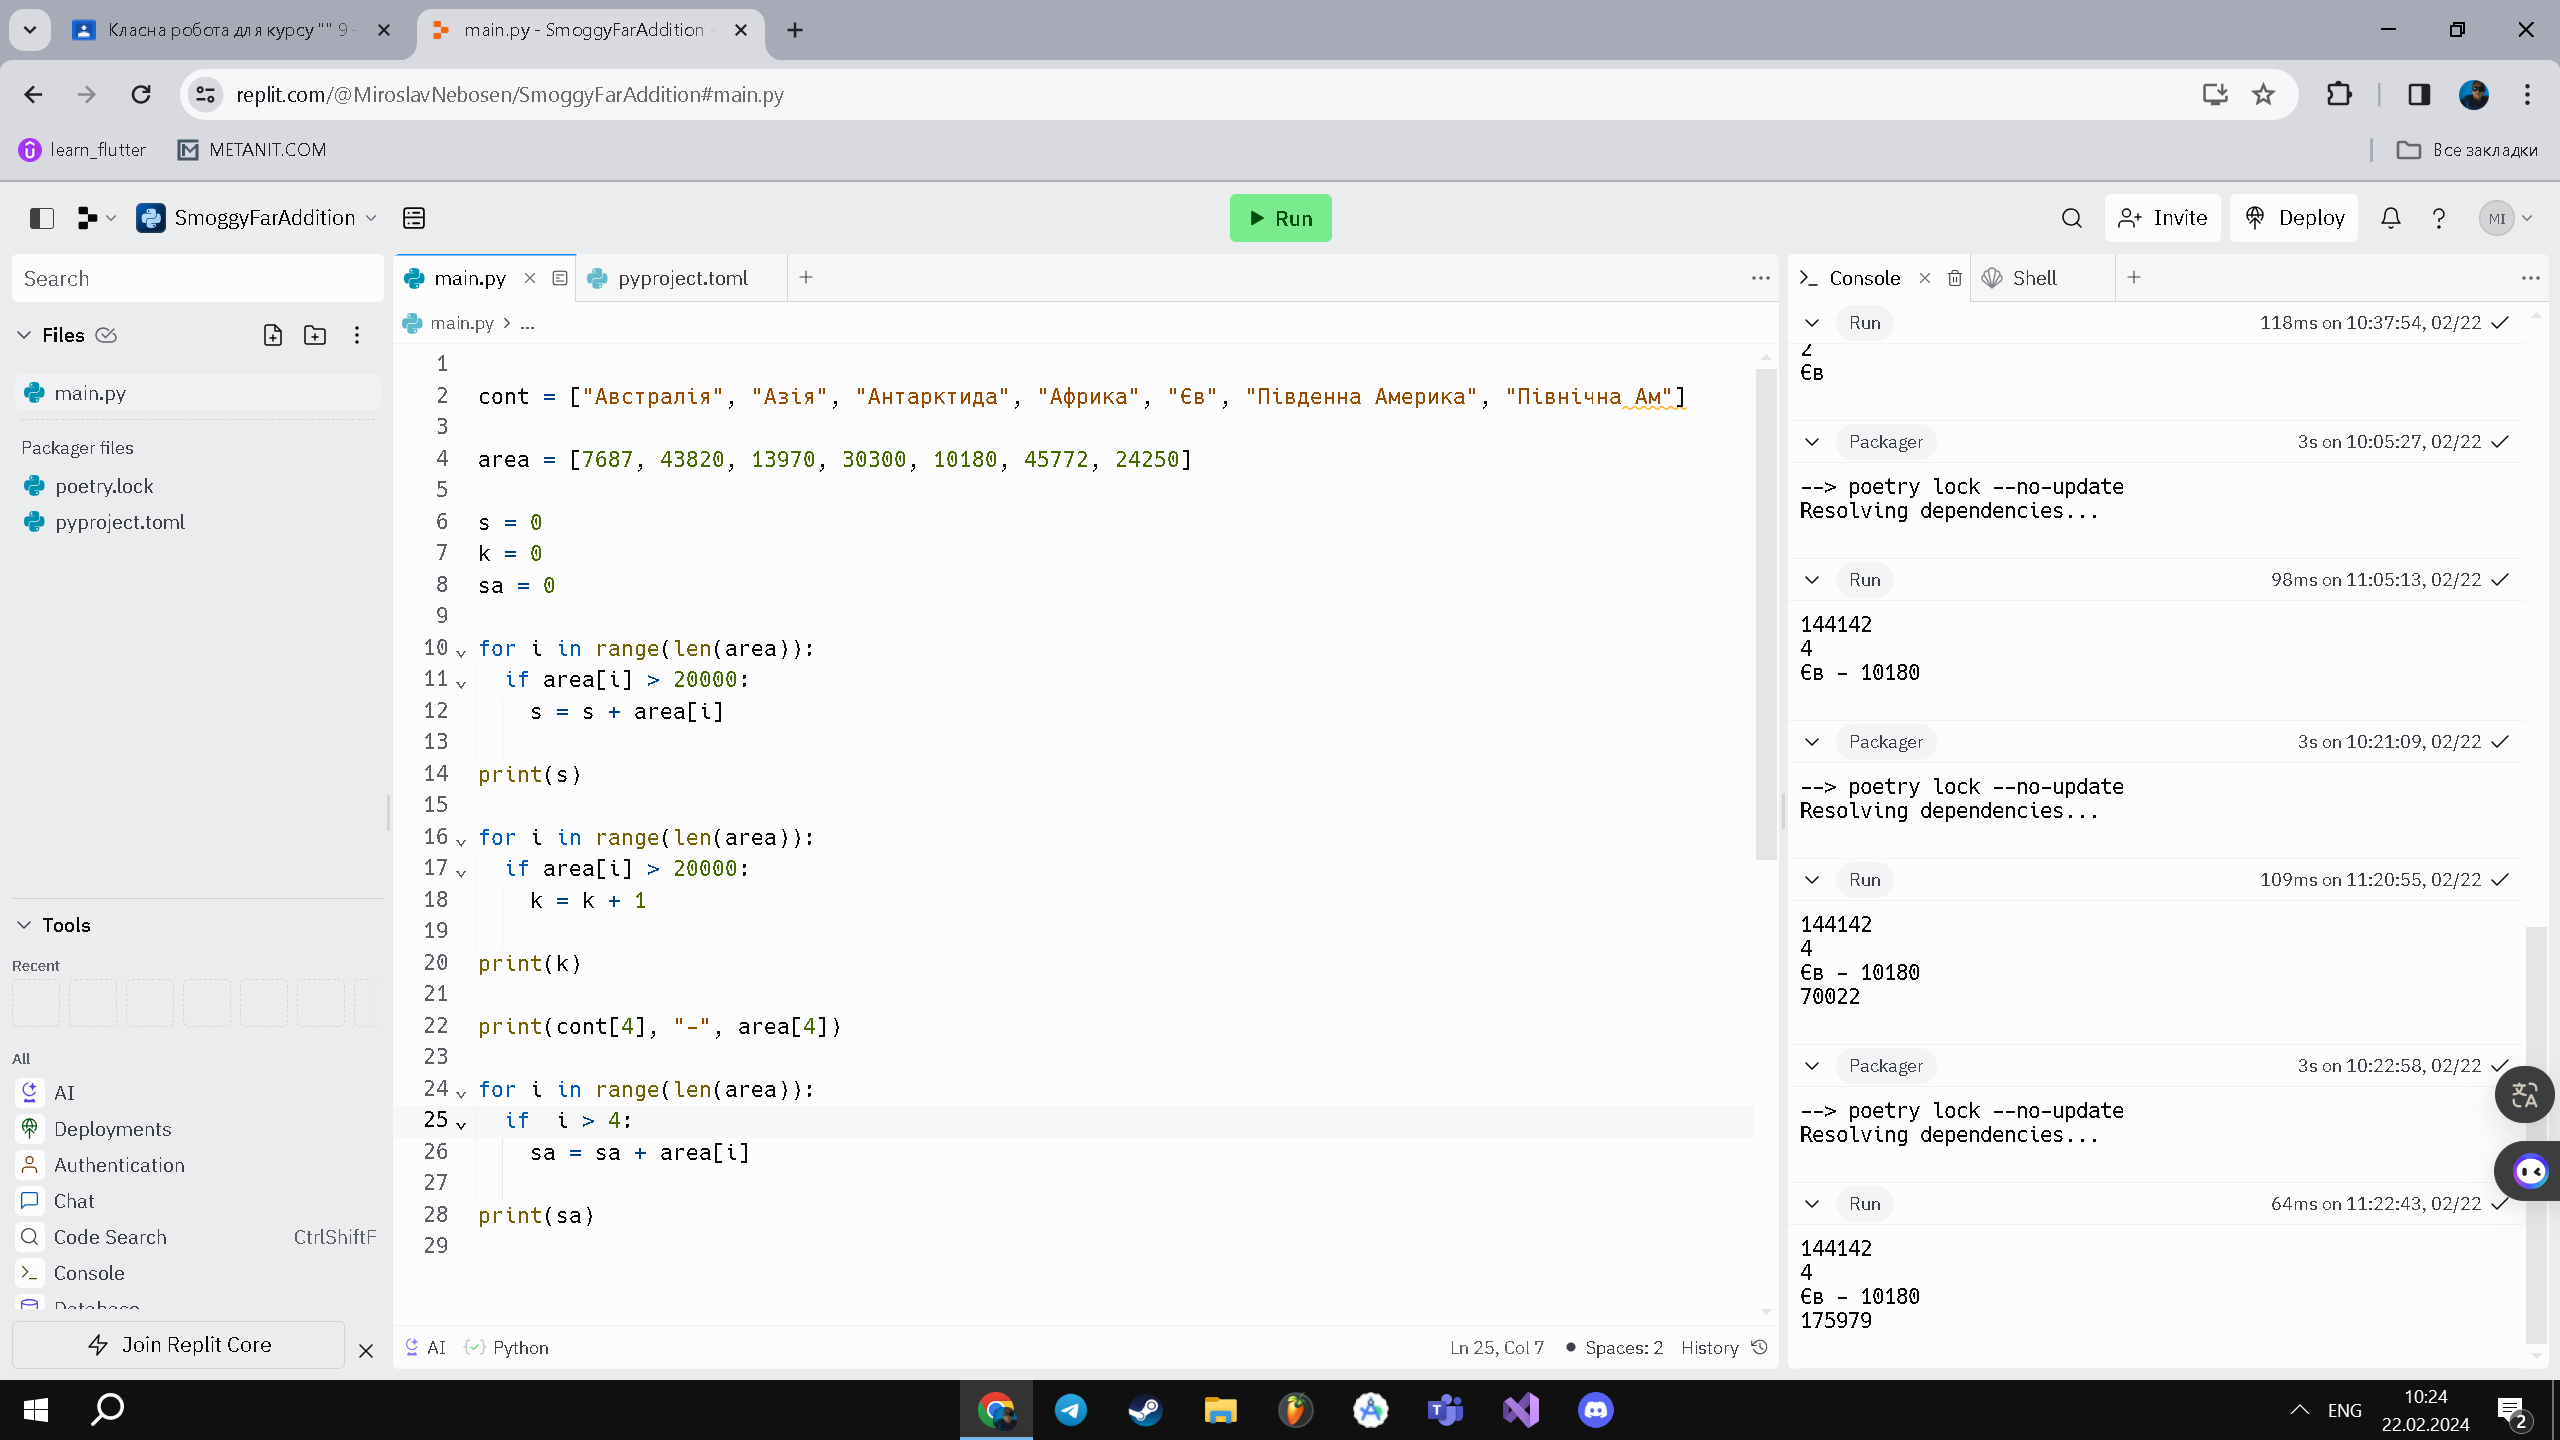 Класна робота для курсу "" 9 -
main.py - SmoggyFarAddition -
replit.com/@MiroslavNebosen/SmoggyFarAddition#main.py
learn_flutter
METANIT.COM
Все закладки
SmoggyFarAddition
Run
Invite
Deploy
MI
Search
Files
main.py
Packager files
poetry.lock
pyproject.toml
Tools
Recent
All
AI
Deployments
Authentication
Chat
Code Search CtrlShiftF
Console
Database
Join Replit Core
main.py
pyproject.toml
main.py > ...
1
2 cont = ["Австралія", "Азія", "Антарктида", "Африка", "Єв", "Південна Америка", "Північна Ам"]
3
4 area = [7687, 43820, 13970, 30300, 10180, 45772, 24250]
5
6 s = 0
7 k = 0
8 sa = 0
9
10 for i in range(len(area)):
11 if area[i] > 20000:
12 s = s + area[i]
13
14 print(s)
15
16 for i in range(len(area)):
17 if area[i] > 20000:
18 k = k + 1
19
20 print(k)
21
22 print(cont[4], "-", area[4])
23
24 for i in range(len(area)):
25 if  i > 4:
26 sa = sa + area[i]
27
28 print(sa)
29
AI
Python
Ln 25, Col 7
Spaces: 2
History
Console
Shell
Run 118ms on 10:37:54, 02/22
2
Єв
Packager 3s on 10:05:27, 02/22
--> poetry lock --no-update
Resolving dependencies...
Run 98ms on 11:05:13, 02/22
144142
4
Єв - 10180
Packager 3s on 10:21:09, 02/22
--> poetry lock --no-update
Resolving dependencies...
Run 109ms on 11:20:55, 02/22
144142
4
Єв - 10180
70022
Packager 3s on 10:22:58, 02/22
--> poetry lock --no-update
Resolving dependencies...
Run 64ms on 11:22:43, 02/22
144142
4
Єв - 10180
175979
ENG
10:24
22.02.2024
2